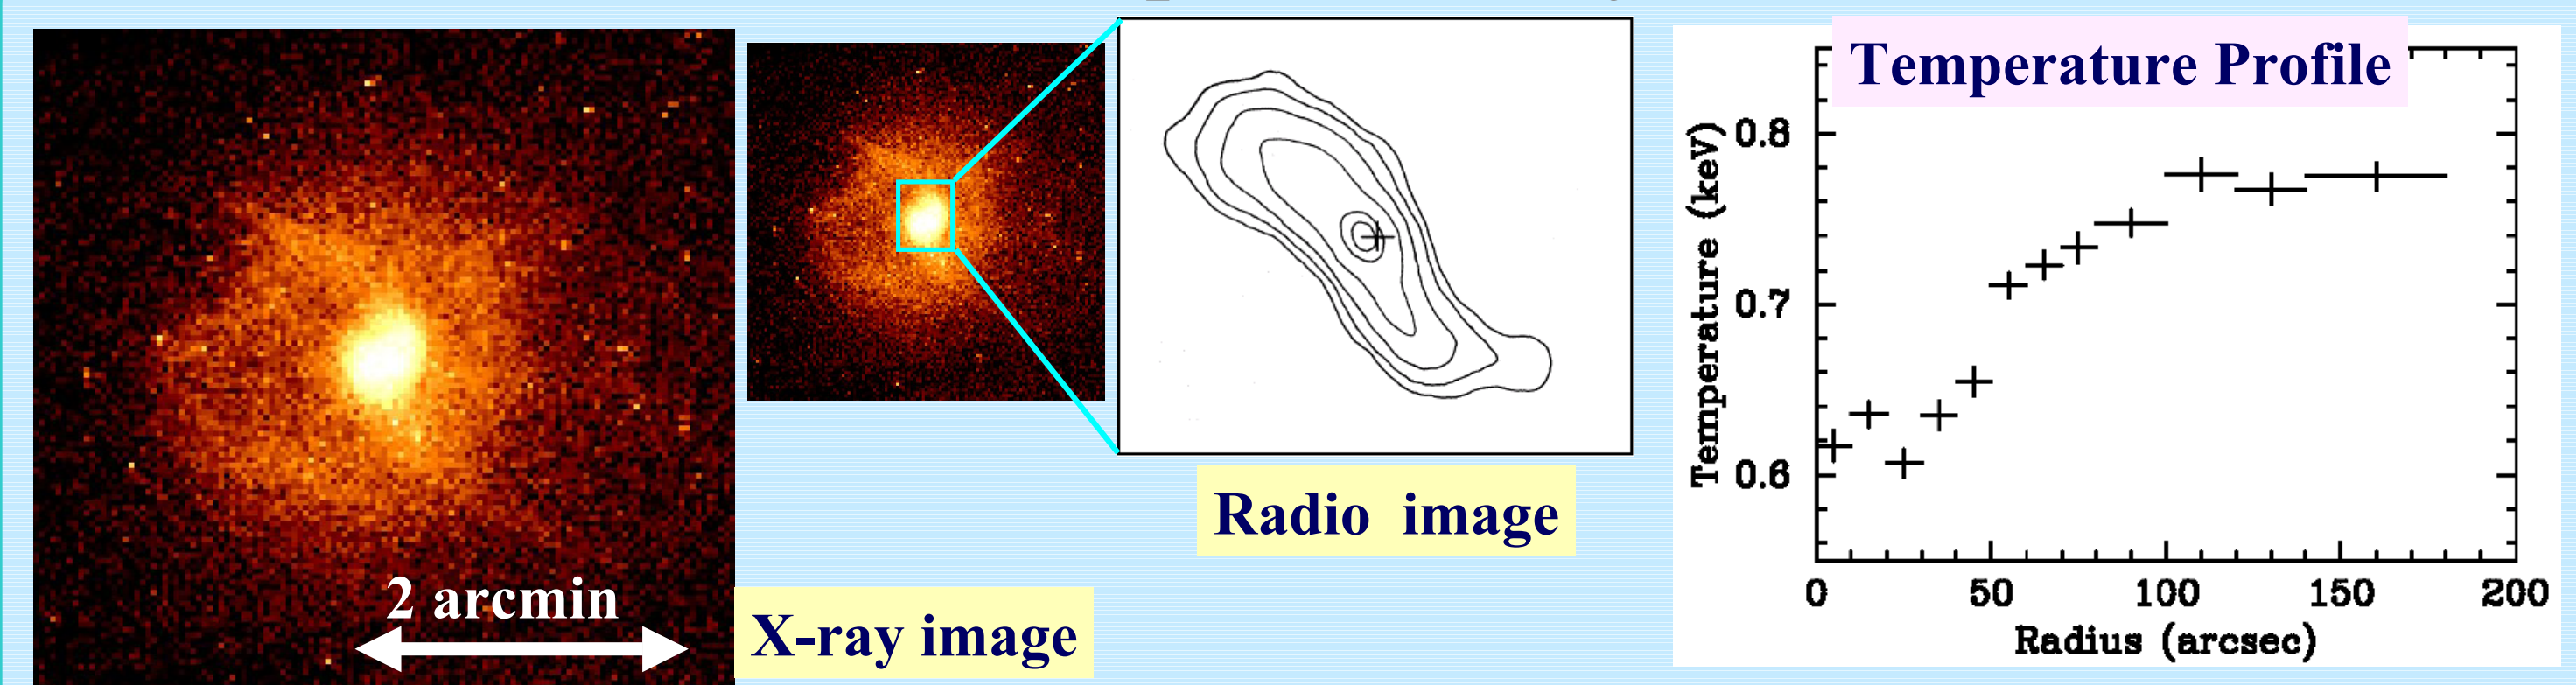 2 arcmin
X-ray image
Radio  image
Temperature Profile
Temperature (keV)
0.8
0.7
0.6
0
50
100
150
200
Radius (arcsec)